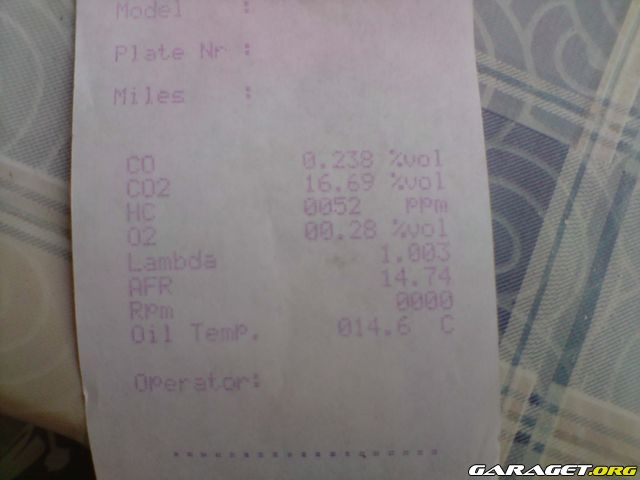 Model :
Plate Nr :
Miles :
CO 0.238 %vol
CO2 16.69 %vol
HC 0052 ppm
O2 00.28 %vol
Lambda 1.003
AFR 14.74
Rpm 0000
Oil Temp. 014.6 C
Operator:
....................
GARAGET.ORG